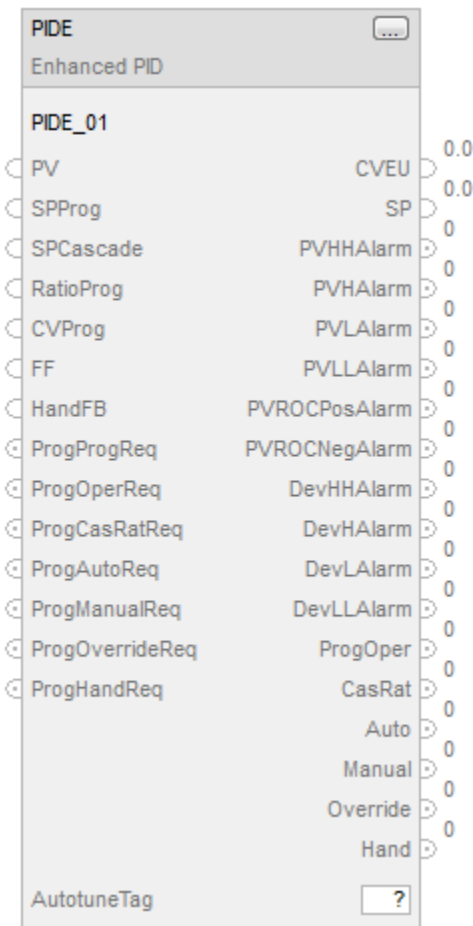 PIDE ...
Enhanced PID
PIDE_01
0.0
PV CVEU
0.0
SPProg SP
0
SPCascade PVHHAlarm
0
RatioProg PVHAlarm
0
CVProg PVLAlarm
0
FF PVLLAlarm
0
HandFB PVROCPosAlarm
0
ProgProgReq PVROCNegAlarm
0
ProgOperReq DevHHAlarm
0
ProgCasRatReq DevHAlarm
0
ProgAutoReq DevLAlarm
0
ProgManualReq DevLLAlarm
0
ProgOverrideReq ProgOper
0
ProgHandReq CasRat
0
Auto
0
Manual
0
Override
0
Hand
AutotuneTag ?